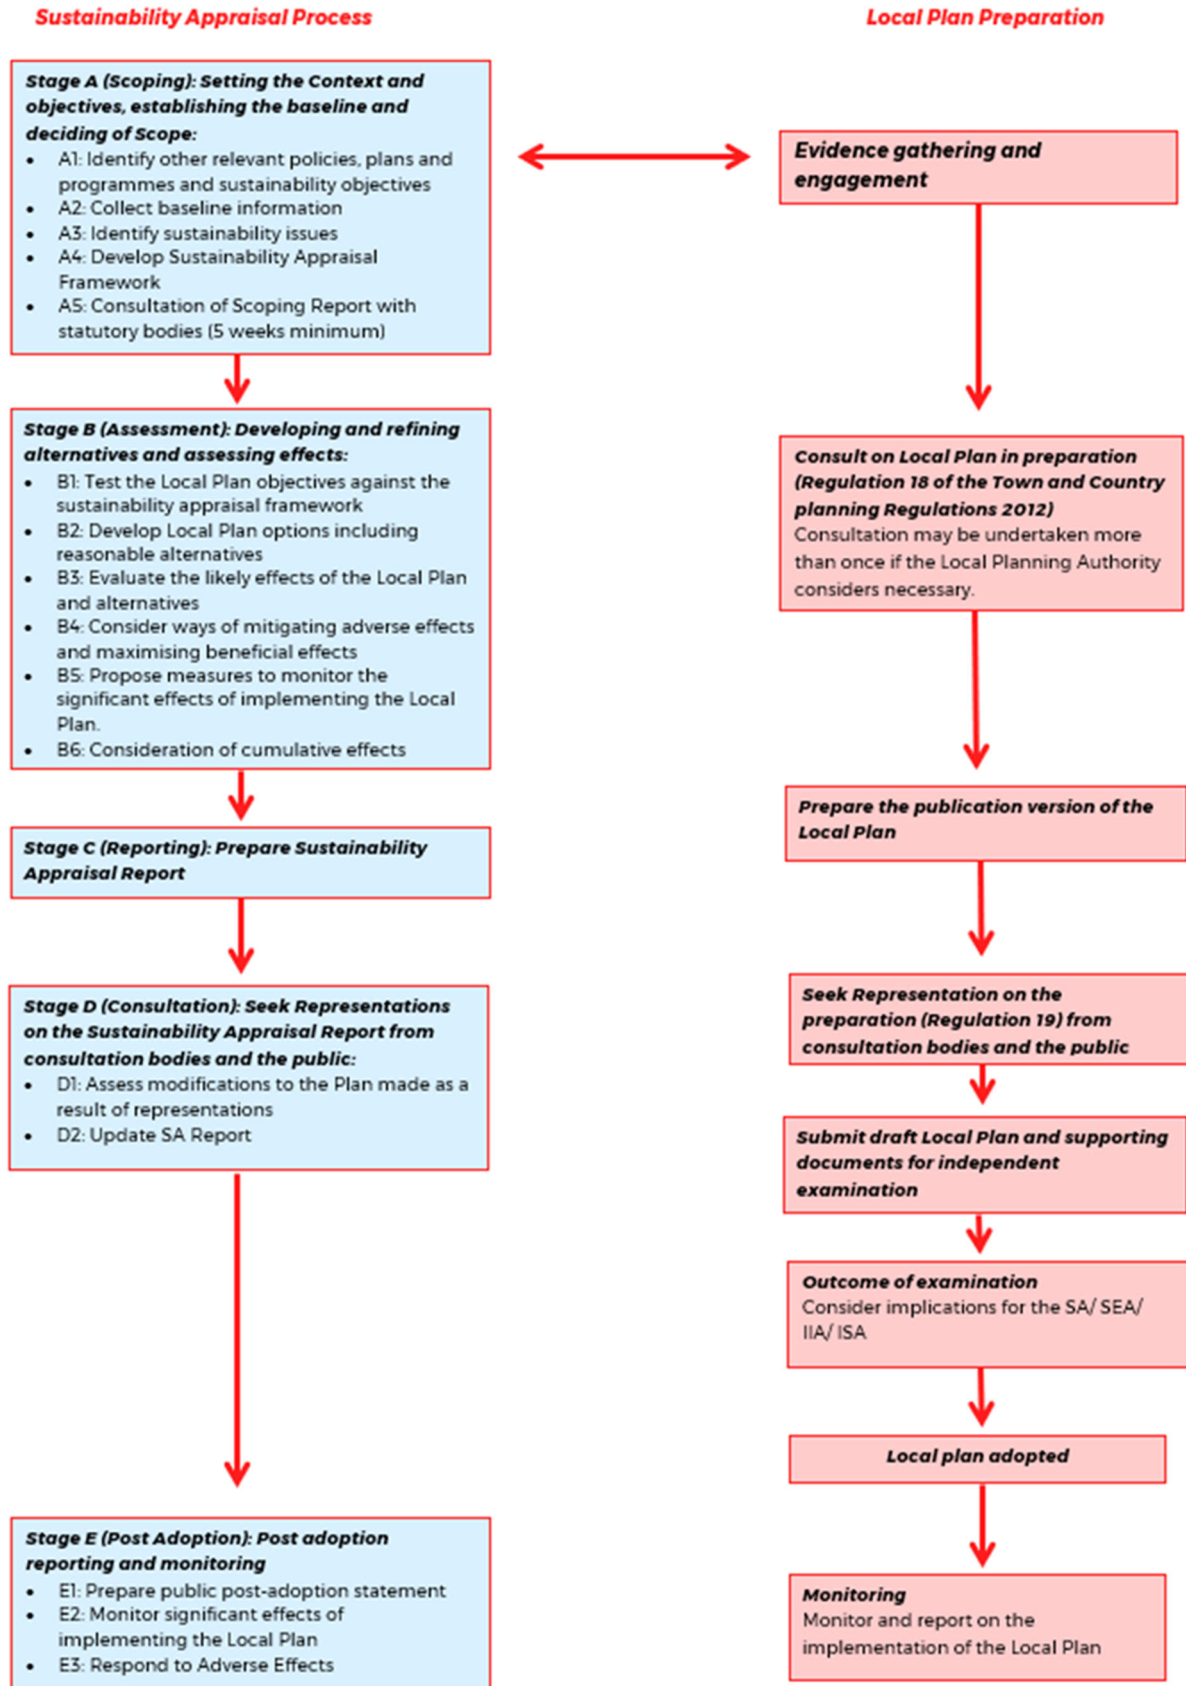 Sustainability Appraisal Process
Stage A (Scoping): Setting the Context and
objectives, establishing the baseline and
deciding of Scope:
• A1: Identify other relevant policies, plans and
programmes and sustainability objectives
• A2: Collect baseline information
• A3: Identify sustainability issues
• A4: Develop Sustainability Appraisal
Framework
• A5: Consultation of Scoping Report with
statutory bodies (5 weeks minimum)
Stage B (Assessment): Developing and refining
alternatives and assessing effects:
• B1: Test the Local Plan objectives against the
sustainability appraisal framework
• B2: Develop Local Plan options including
reasonable alternatives
• B3: Evaluate the likely effects of the Local Plan
and alternatives
• B4: Consider ways of mitigating adverse effects
and maximising beneficial effects
• B5: Propose measures to monitor the
significant effects of implementing the Local
Plan.
• B6: Consideration of cumulative effects
Stage C (Reporting): Prepare Sustainability
Appraisal Report
Stage D (Consultation): Seek Representations
on the Sustainability Appraisal Report from
consultation bodies and the public:
• D1: Assess modifications to the Plan made as a
result of representations
• D2: Update SA Report
Stage E (Post Adoption): Post adoption
reporting and monitoring
• E1: Prepare public post-adoption statement
• E2: Monitor significant effects of
implementing the Local Plan
• E3: Respond to Adverse Effects
Local Plan Preparation
Evidence gathering and
engagement
Consult on Local Plan in preparation
(Regulation 18 of the Town and Country
planning Regulations 2012)
Consultation may be undertaken more
than once if the Local Planning Authority
considers necessary.
Prepare the publication version of the
Local Plan
Seek Representation on the
preparation (Regulation 19) from
consultation bodies and the public
Submit draft Local Plan and supporting
documents for independent
examination
Outcome of examination
Consider implications for the SA/ SEA/
IIA/ ISA
Local plan adopted
Monitoring
Monitor and report on the
implementation of the Local Plan